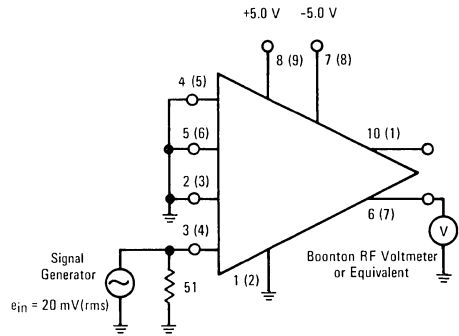 +5.0 V -5.0 V
8 (9) 7 (8)
4 (5)
5 (6)
10 (1)
2 (3)
6 (7)
3 (4)
V
Signal
Generator
Boonton RF Voltmeter
or Equivalent
1 (2)
51
ein = 20 mV(rms)